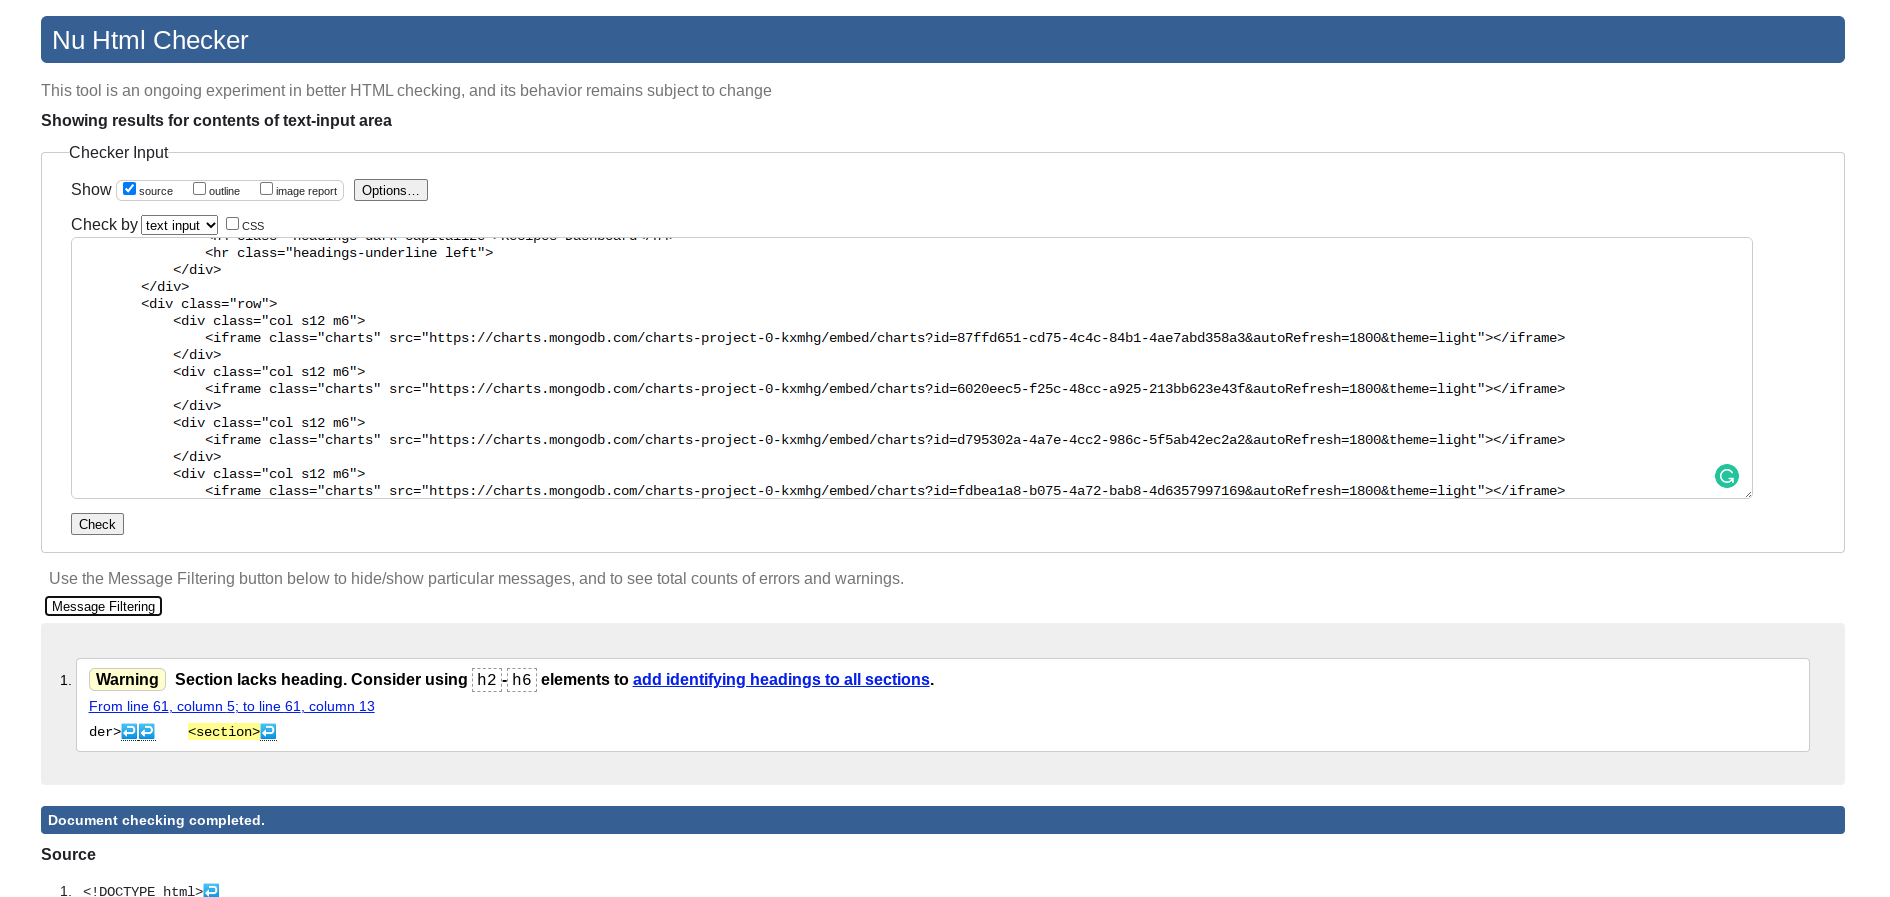 Nu Html Checker
This tool is an ongoing experiment in better HTML checking, and its behavior remains subject to change
Showing results for contents of text-input area
Checker Input
Show source outline image report Options...
Check by text input CSS
<hr class="headings-underline left">
</div>
</div>
<div class="row">
<div class="col s12 m6">
<iframe class="charts" src="https://charts.mongodb.com/charts-project-0-kxmhg/embed/charts?id=87ffd651-cd75-4c4c-84b1-4ae7abd358a3&autoRefresh=1800&theme=light"></iframe>
</div>
<div class="col s12 m6">
<iframe class="charts" src="https://charts.mongodb.com/charts-project-0-kxmhg/embed/charts?id=6020eec5-f25c-48cc-a925-213bb623e43f&autoRefresh=1800&theme=light"></iframe>
</div>
<div class="col s12 m6">
<iframe class="charts" src="https://charts.mongodb.com/charts-project-0-kxmhg/embed/charts?id=d795302a-4a7e-4cc2-986c-5f5ab42ec2a2&autoRefresh=1800&theme=light"></iframe>
</div>
<div class="col s12 m6">
<iframe class="charts" src="https://charts.mongodb.com/charts-project-0-kxmhg/embed/charts?id=fdbea1a8-b075-4a72-bab8-4d6357997169&autoRefresh=1800&theme=light"></iframe>
Check
Use the Message Filtering button below to hide/show particular messages, and to see total counts of errors and warnings.
Message Filtering
1. Warning Section lacks heading. Consider using h2-h6 elements to add identifying headings to all sections.
From line 61, column 5; to line 61, column 13
der>↩↩ <section>↩
Document checking completed.
Source
1. <!DOCTYPE html>↩